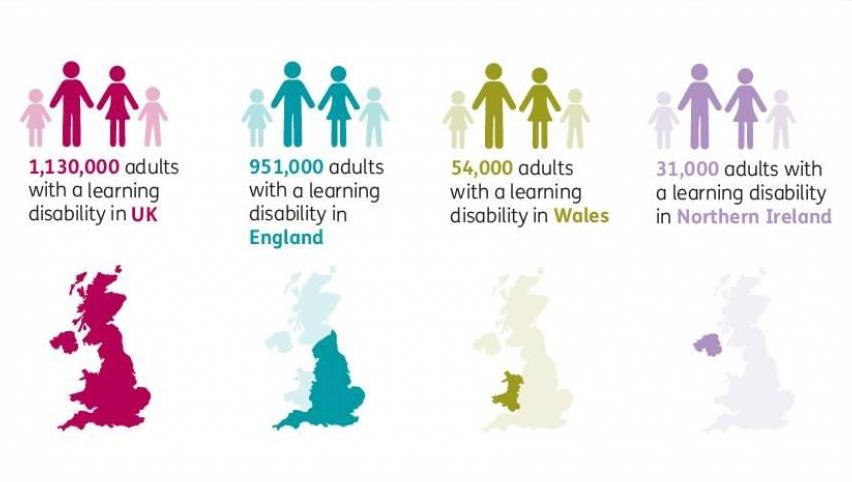 1,130,000 adults
with a learning
disability in UK
951,000 adults
with a learning
disability in
England
54,000 adults
with a learning
disability in Wales
31,000 adults with
a learning disability
in Northern Ireland